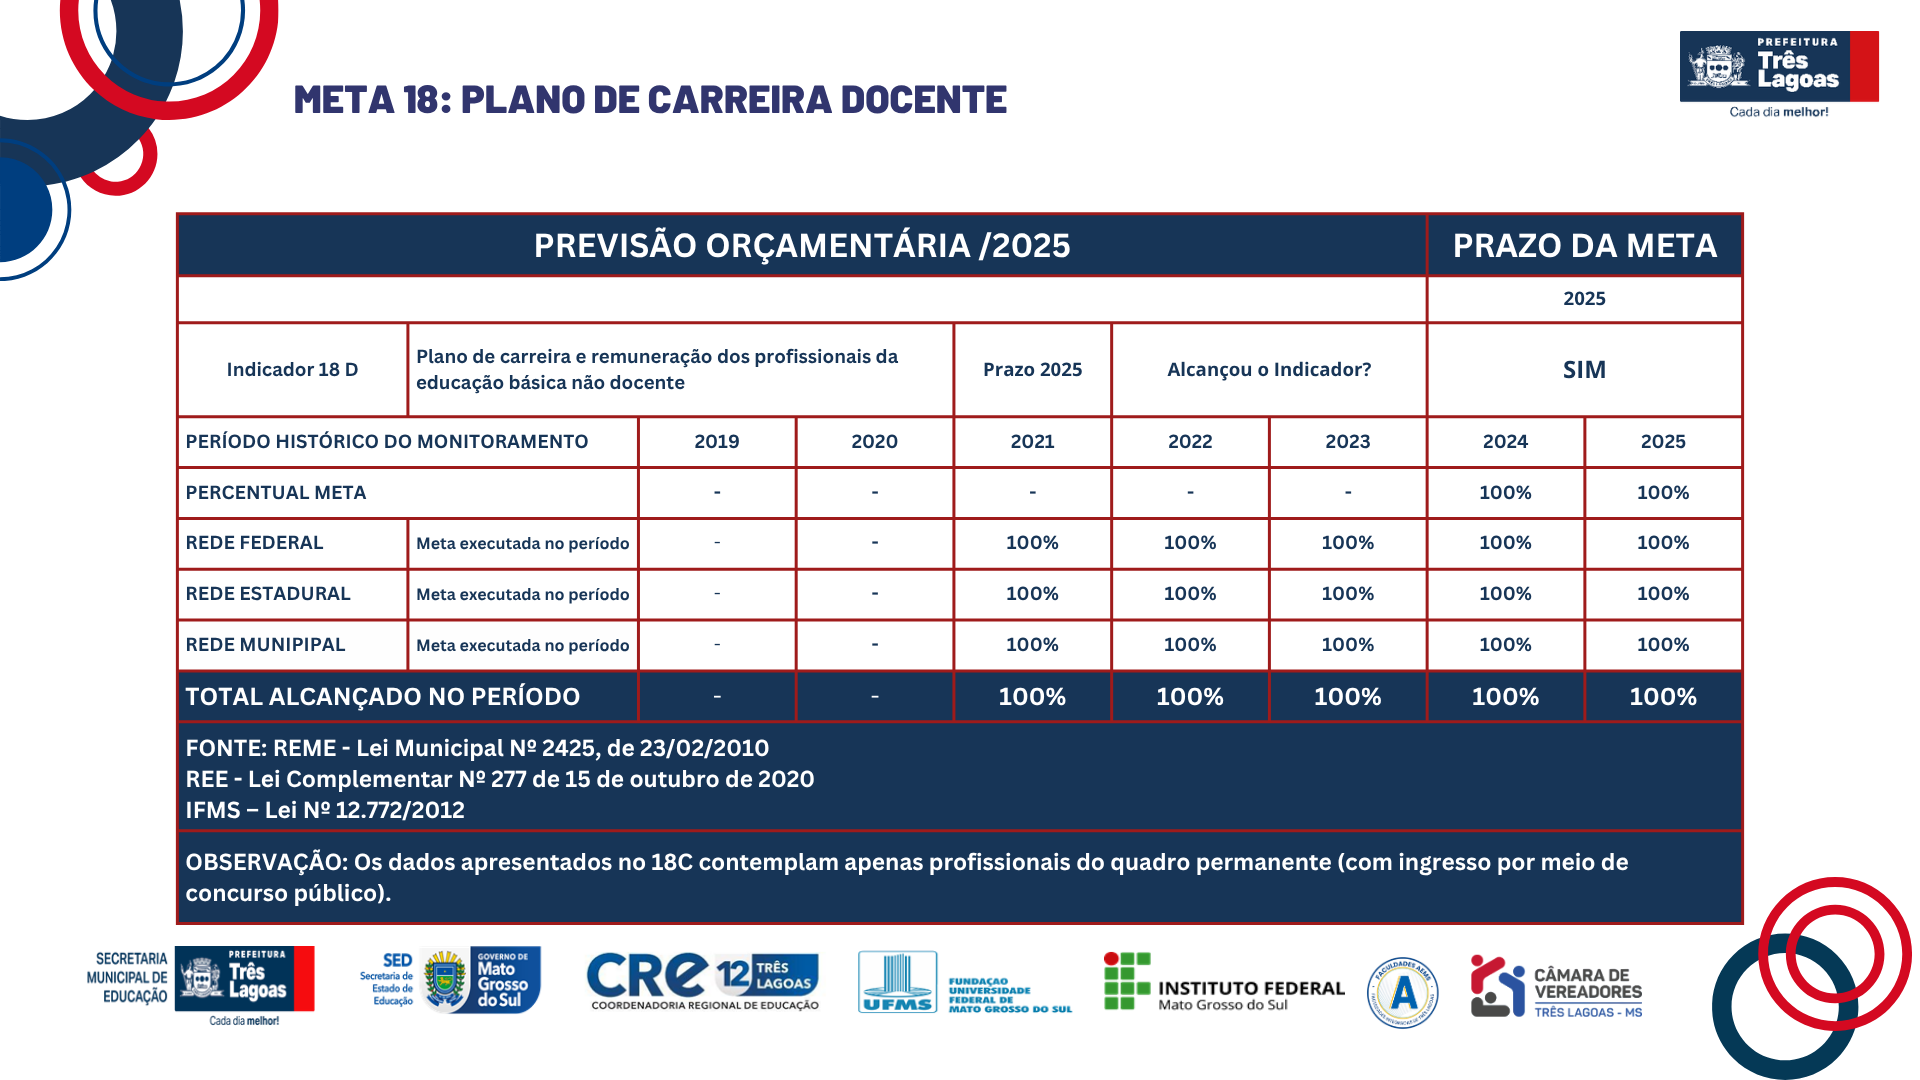 META 18: PLANO DE CARREIRA DOCENTE
PREFEITURA
Três
Lagoas
Cada dia melhor!
PREVISÃO ORÇAMENTÁRIA /2025 PRAZO DA META
2025
Indicador 18 D Plano de carreira e remuneração dos profissionais da
educação básica não docente Prazo 2025 Alcançou o Indicador? SIM
PERÍODO HISTÓRICO DO MONITORAMENTO 2019 2020 2021 2022 2023 2024 2025
PERCENTUAL META - - - - - 100% 100%
REDE FEDERAL Meta executada no período - - 100% 100% 100% 100% 100%
REDE ESTADURAL Meta executada no período - - 100% 100% 100% 100% 100%
REDE MUNIPIPAL Meta executada no período - - 100% 100% 100% 100% 100%
TOTAL ALCANÇADO NO PERÍODO - - 100% 100% 100% 100% 100%
FONTE: REME - Lei Municipal Nº 2425, de 23/02/2010
REE - Lei Complementar Nº 277 de 15 de outubro de 2020
IFMS – Lei Nº 12.772/2012
OBSERVAÇÃO: Os dados apresentados no 18C contemplam apenas profissionais do quadro permanente (com ingresso por meio de
concurso público).
SECRETARIA
MUNICIPAL DE
EDUCAÇÃO
PREFEITURA
Três
Lagoas
Cada dia melhor!
SED
Secretaria de
Estado de
Educação
GOVERNO DE
Mato
Grosso
do Sul
CRE 12 TRÊS
LAGOAS
COORDENADORIA REGIONAL DE EDUCAÇÃO
UFMS
FUNDAÇÃO
UNIVERSIDADE
FEDERAL DE
MATO GROSSO DO SUL
INSTITUTO FEDERAL
Mato Grosso do Sul
FACULDADES AEMS
A
CÂMARA DE
VEREADORES
TRÊS LAGOAS - MS